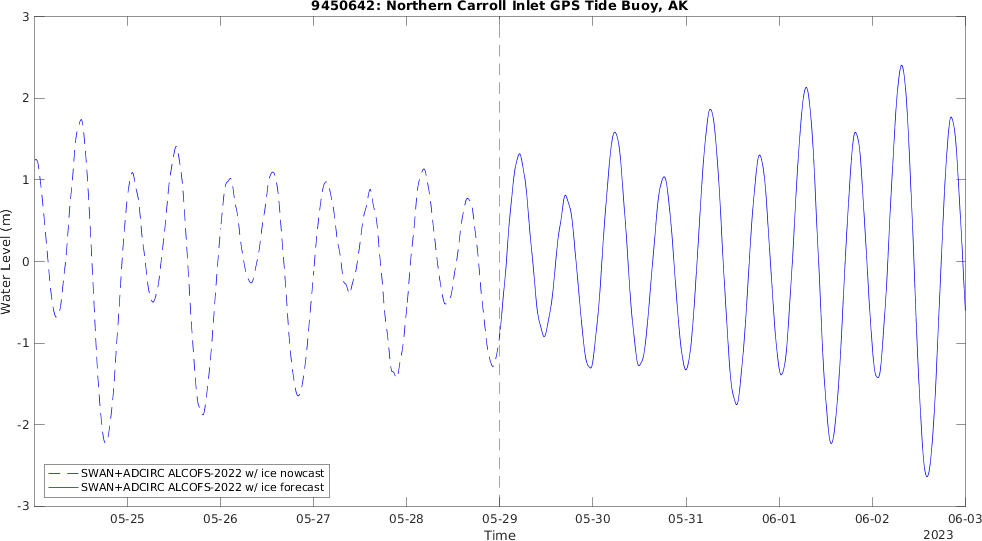 9450642: Northern Carroll Inlet GPS Tide Buoy, AK
3
2
1
0
-1
-2
-3
Water Level (m)
SWAN+ADCIRC ALCOFS-2022 w/ ice nowcast
SWAN+ADCIRC ALCOFS-2022 w/ ice forecast
05-25 05-26 05-27 05-28 05-29 05-30 05-31 06-01 06-02 06-03
Time
2023